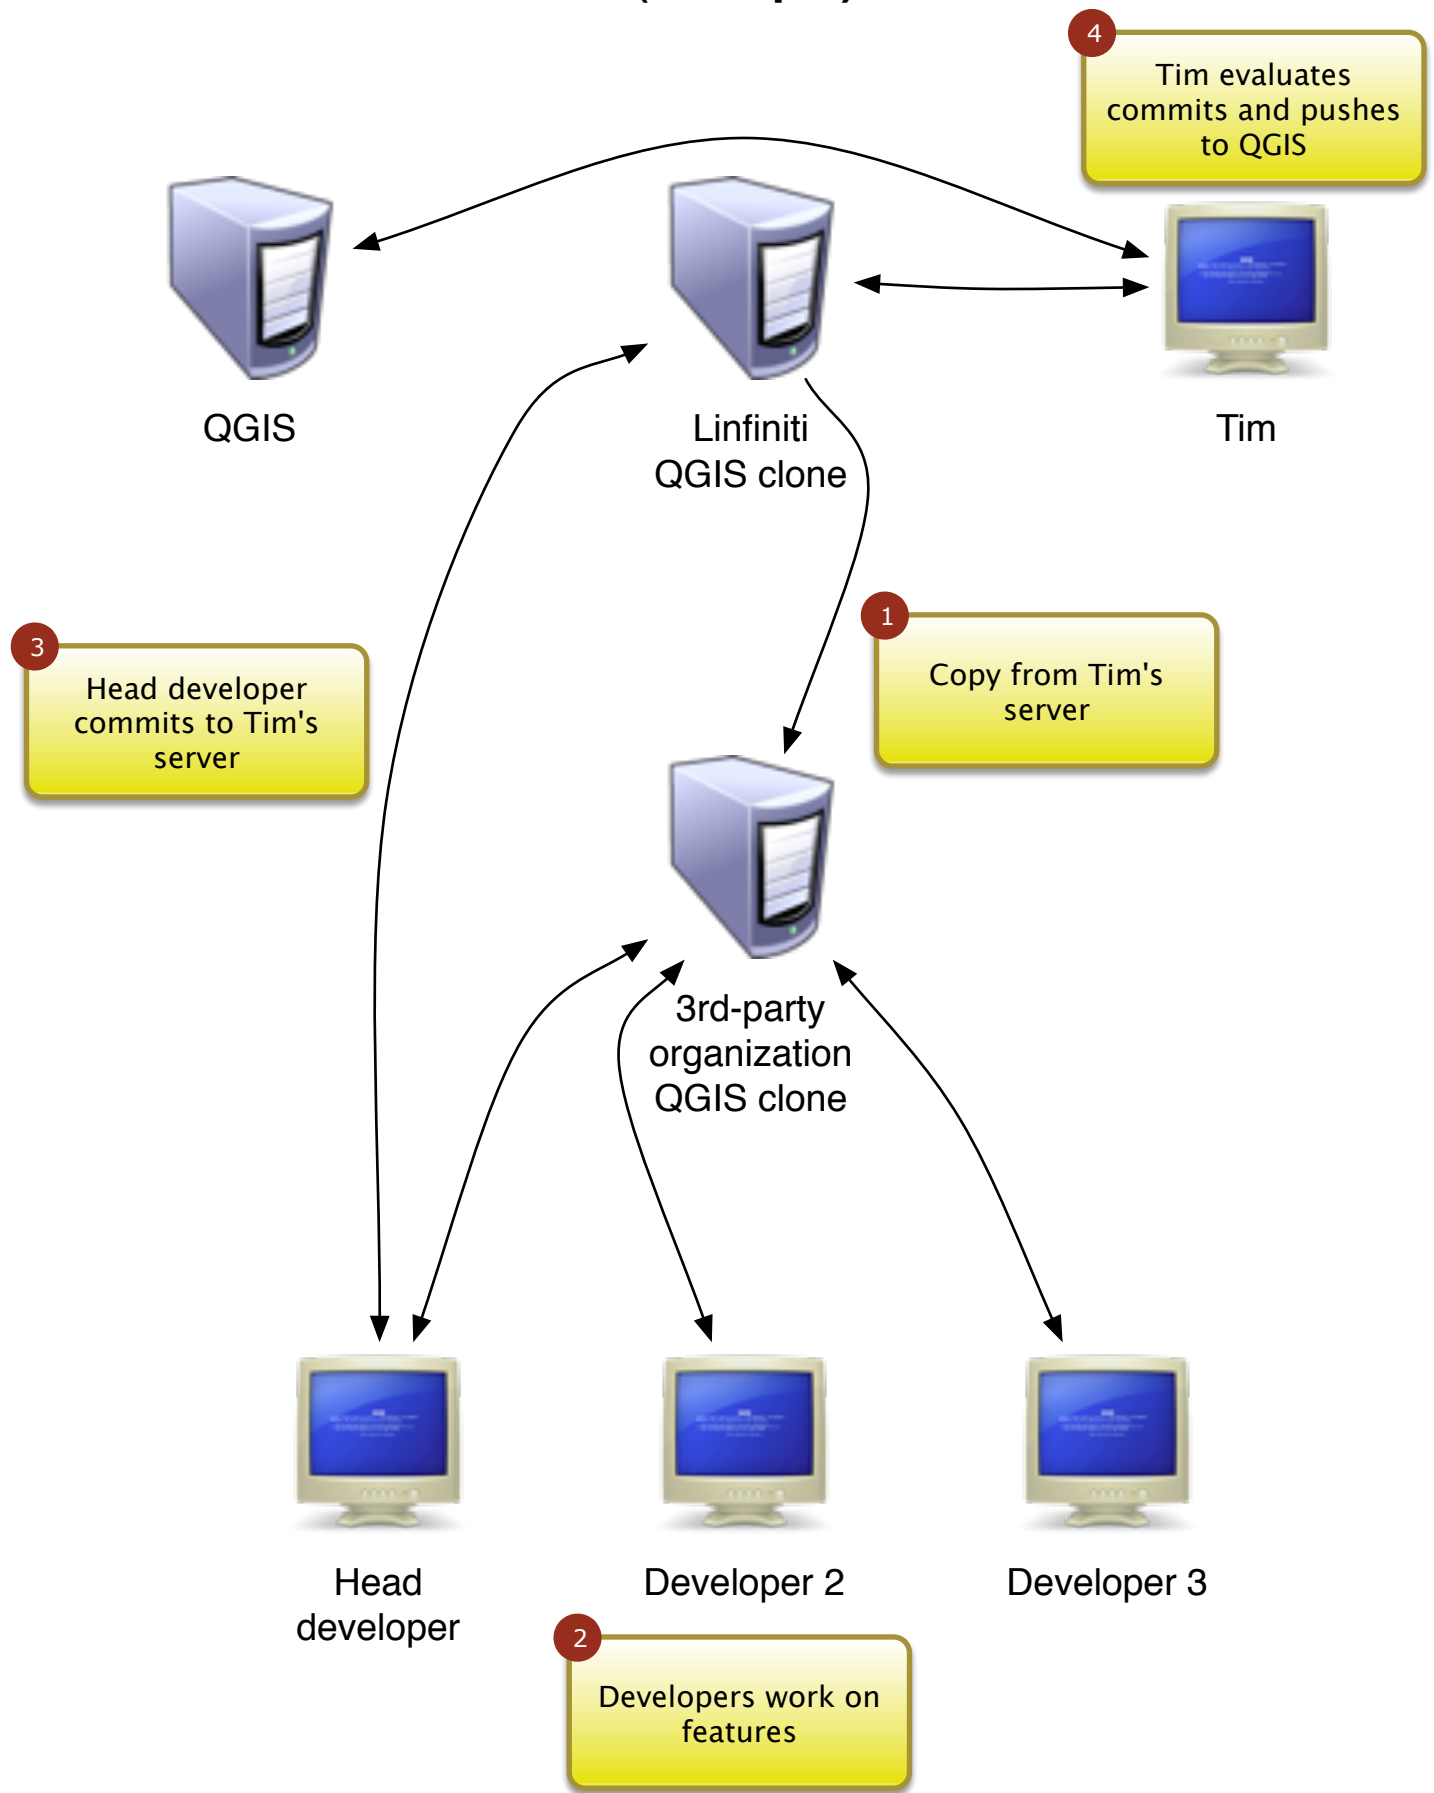 4
Tim evaluates
commits and pushes
to QGIS
QGIS
Linfiniti
QGIS clone
Tim
1
Copy from Tim's
server
3
Head developer
commits to Tim's
server
3rd-party
organization
QGIS clone
Head
developer
Developer 2
Developer 3
2
Developers work on
features